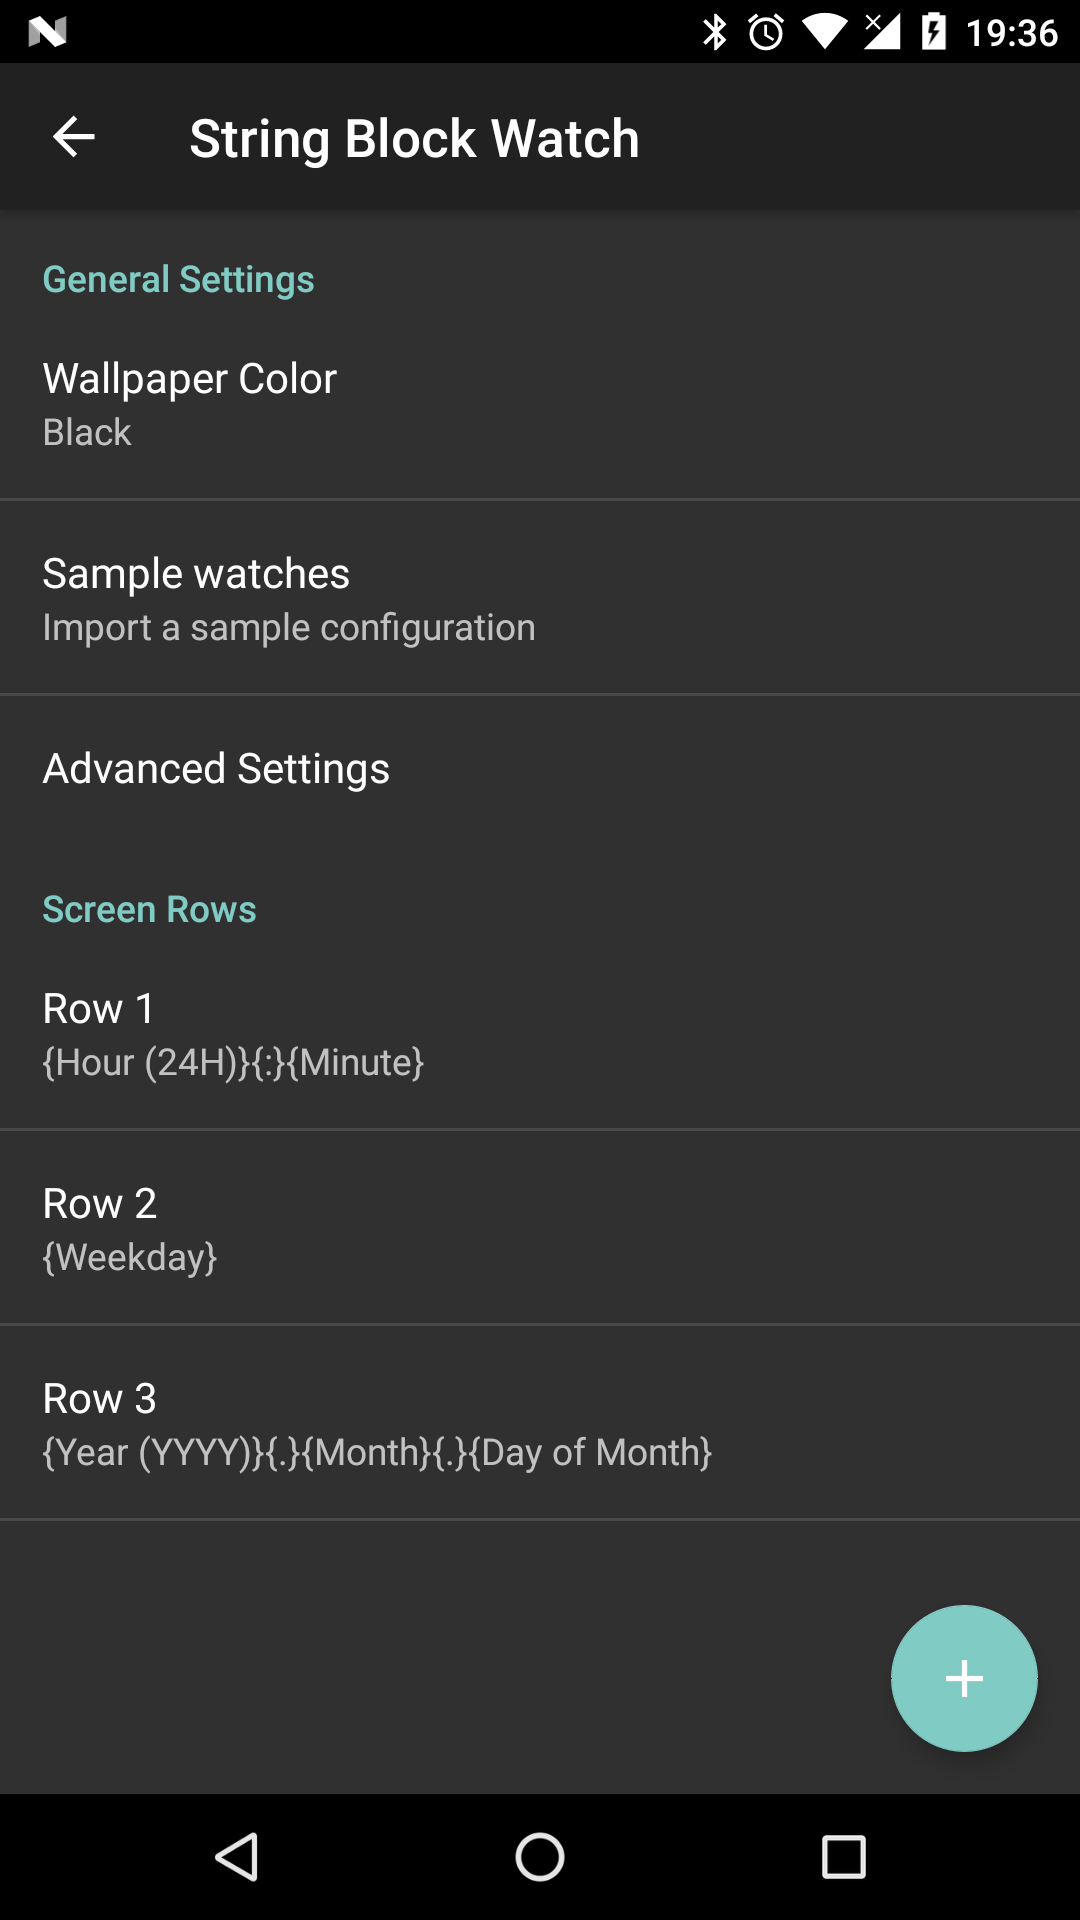 19:36
String Block Watch
General Settings
Wallpaper Color
Black
Sample watches
Import a sample configuration
Advanced Settings
Screen Rows
Row 1
{Hour (24H)}{:}{Minute}
Row 2
{Weekday}
Row 3
{Year (YYYY)}{.}{Month}{.}{Day of Month}